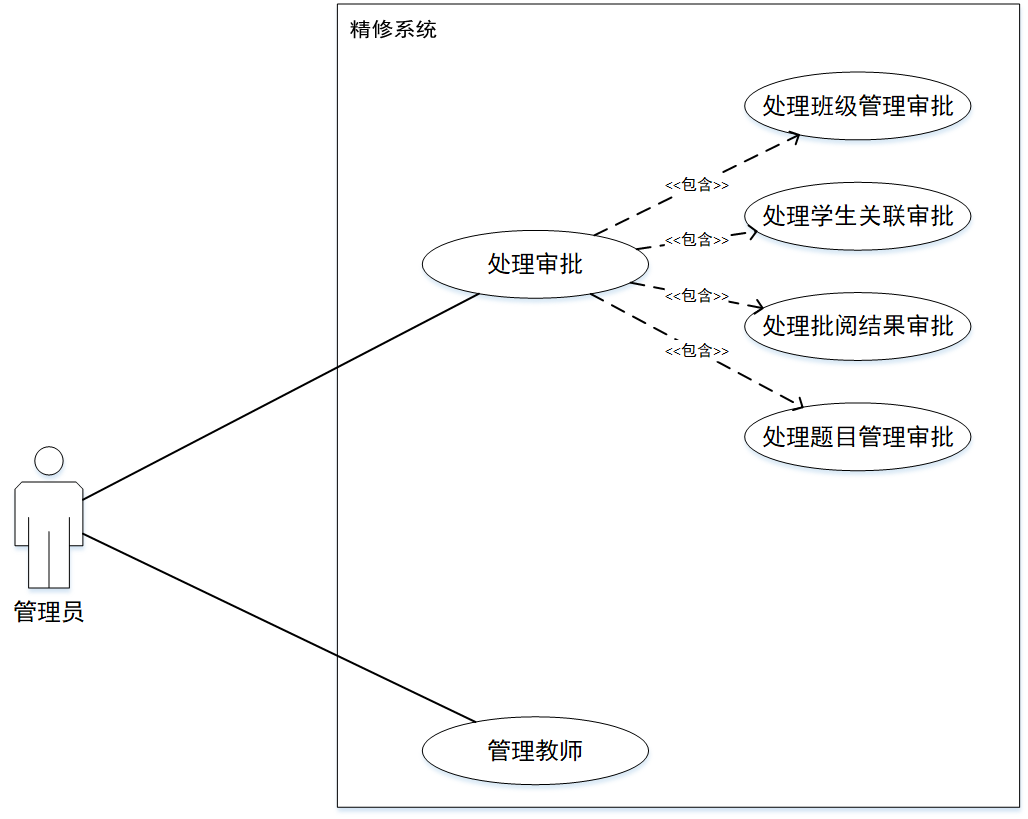 精修系统
处理班级管理审批
<<包含>>
处理学生关联审批
<<包含>>
处理审批
<<包含>>
处理批阅结果审批
<<包含>>
处理题目管理审批
管理员
管理教师